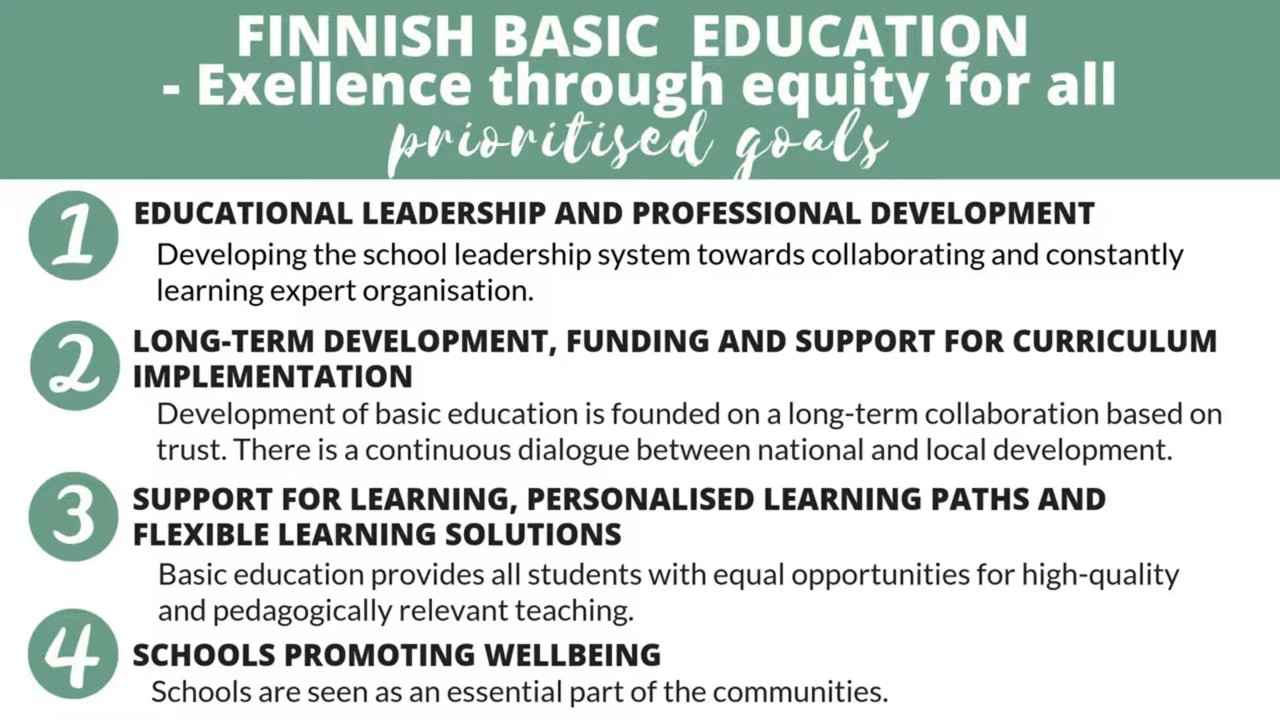 FINNISH BASIC EDUCATION
- Exellence through equity for all
prioritised goals
1
EDUCATIONAL LEADERSHIP AND PROFESSIONAL DEVELOPMENT
Developing the school leadership system towards collaborating and constantly
learning expert organisation.
2
LONG-TERM DEVELOPMENT, FUNDING AND SUPPORT FOR CURRICULUM
IMPLEMENTATION
Development of basic education is founded on a long-term collaboration based on
trust. There is a continuous dialogue between national and local development.
3
SUPPORT FOR LEARNING, PERSONALISED LEARNING PATHS AND
FLEXIBLE LEARNING SOLUTIONS
Basic education provides all students with equal opportunities for high-quality
and pedagogically relevant teaching.
4
SCHOOLS PROMOTING WELLBEING
Schools are seen as an essential part of the communities.